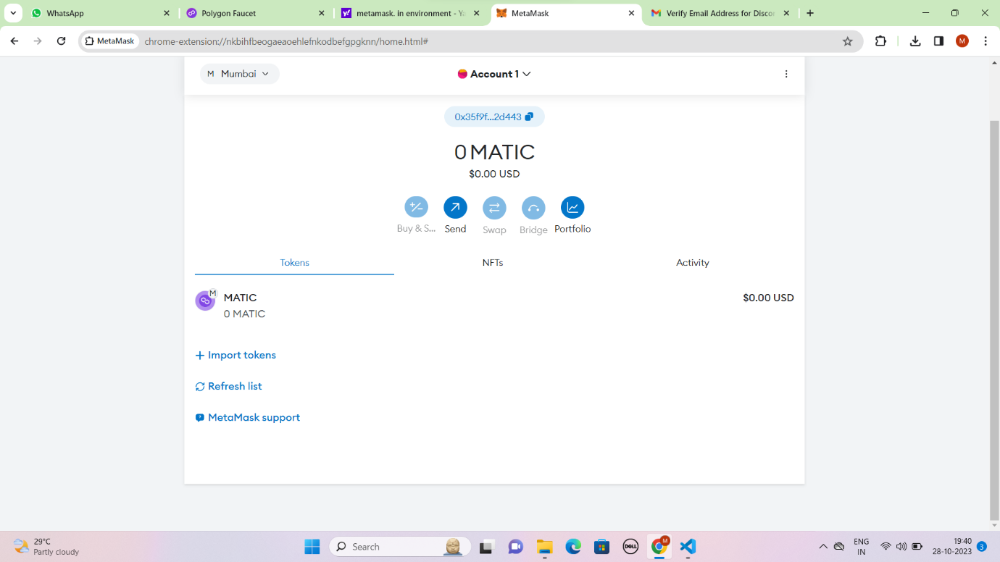 WhatsApp
Polygon Faucet
metamask. in environment - Ya
MetaMask
Verify Email Address for Discor
MetaMask
chrome-extension://nkbihfbeogaeaoehlefnkodbefgpgknn/home.html#
M
M Mumbai
Account 1
0x35f9f...2d443
0 MATIC
$0.00 USD
Buy & S...
Send
Swap
Bridge
Portfolio
Tokens
NFTs
Activity
M
MATIC
$0.00 USD
0 MATIC
Import tokens
Refresh list
MetaMask support
29°C
Partly cloudy
Search
DELL
M
ENG
IN
19:40
28-10-2023
3